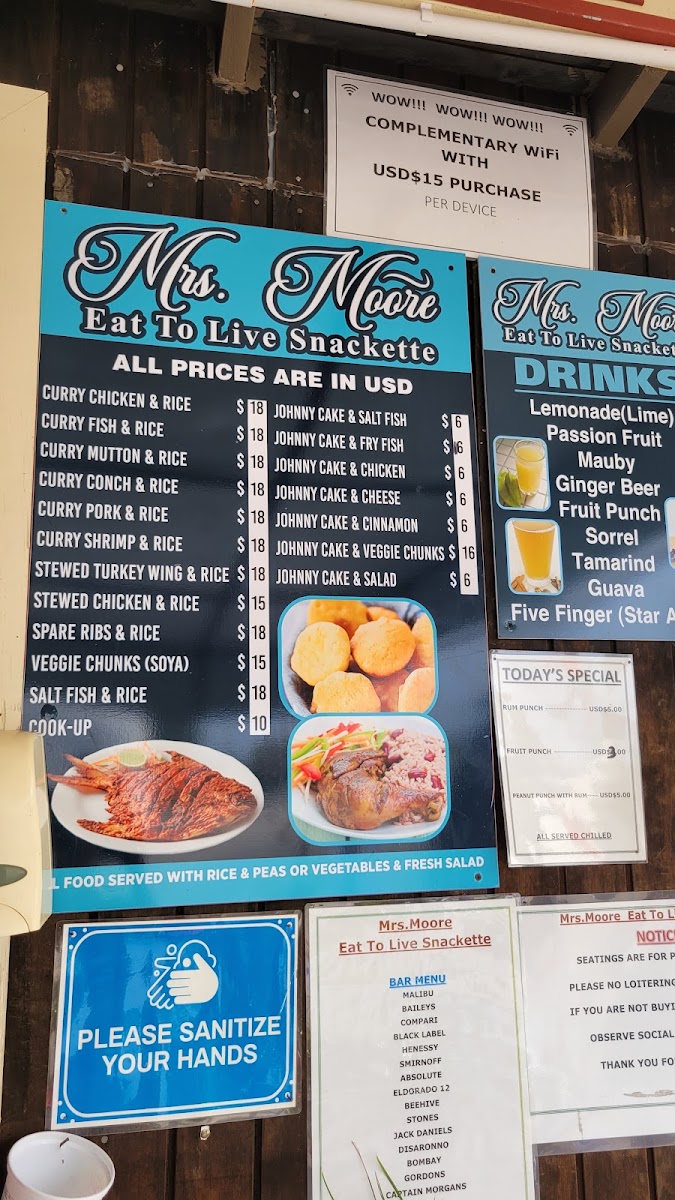 WOW!!! WOW!!! WOW!!!
COMPLEMENTARY WiFi
WITH
USD$15 PURCHASE
PER DEVICE
Mrs. Moore
Eat To Live Snackette
ALL PRICES ARE IN USD
CURRY CHICKEN & RICE $ 18
CURRY FISH & RICE $ 18
CURRY MUTTON & RICE $ 18
CURRY CONCH & RICE $ 18
CURRY PORK & RICE $ 18
CURRY SHRIMP & RICE $ 18
STEWED TURKEY WING & RICE $ 18
STEWED CHICKEN & RICE $ 15
SPARE RIBS & RICE $ 18
VEGGIE CHUNKS (SOYA) $ 15
SALT FISH & RICE $ 18
COOK-UP $ 10
JOHNNY CAKE & SALT FISH $ 6
JOHNNY CAKE & FRY FISH $ 6
JOHNNY CAKE & CHICKEN $ 6
JOHNNY CAKE & CHEESE $ 6
JOHNNY CAKE & CINNAMON $ 6
JOHNNY CAKE & VEGGIE CHUNKS $ 16
JOHNNY CAKE & SALAD $ 6
L FOOD SERVED WITH RICE & PEAS OR VEGETABLES & FRESH SALAD
Mrs. Moor
Eat To Live Snacket
DRINKS
Lemonade(Lime)
Passion Fruit
Mauby
Ginger Beer
Fruit Punch
Sorrel
Tamarind
Guava
Five Finger (Star A
TODAY'S SPECIAL
RUM PUNCH ---------------- USD$6.00
FRUIT PUNCH --------------- USD$3.00
PEANUT PUNCH WITH RUM----- USD$5.00
ALL SERVED CHILLED
PLEASE SANITIZE
YOUR HANDS
Mrs.Moore
Eat To Live Snackette
BAR MENU
MALIBU
BAILEYS
COMPARI
BLACK LABEL
HENESSY
SMIRNOFF
ABSOLUTE
ELDORADO 12
BEEHIVE
STONES
JACK DANIELS
DISARONNO
BOMBAY
GORDONS
CAPTAIN MORGANS
Mrs.Moore Eat To L
NOTIC
SEATINGS ARE FOR P
PLEASE NO LOITERING
IF YOU ARE NOT BUYI
OBSERVE SOCIAL
THANK YOU FO